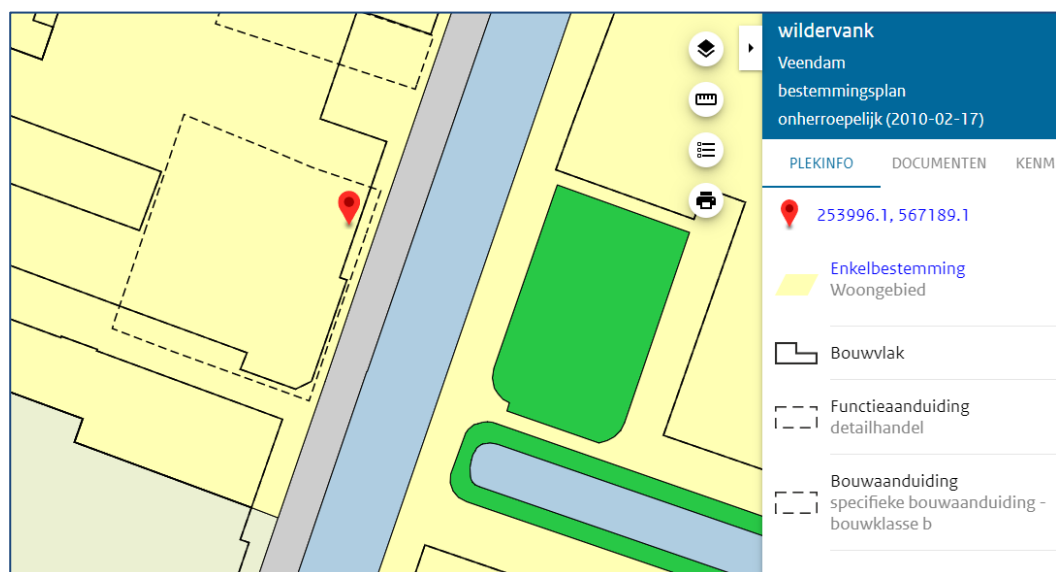 wildervank
Veendam
bestemmingsplan
onherroepelijk (2010-02-17)
PLEKINFO DOCUMENTEN KENM
253996.1, 567189.1
Enkelbestemming
Woongebied
Bouwvlak
Functieaanduiding
detailhandel
Bouwaanduiding
specifieke bouwaanduiding -
bouwklasse b